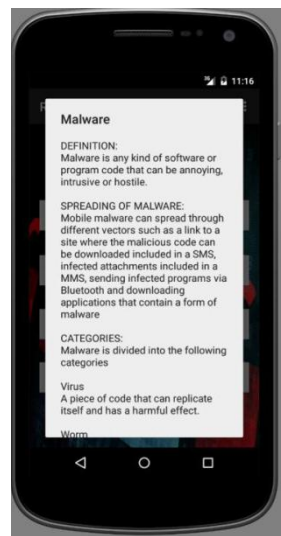 3G 11:16
Malware
DEFINITION:
Malware is any kind of software or
program code that can be annoying,
intrusive or hostile.
SPREADING OF MALWARE:
Mobile malware can spread through
different vectors such as a link to a
site where the malicious code can
be downloaded included in a SMS,
infected attachments included in a
MMS, sending infected programs via
Bluetooth and downloading
applications that contain a form of
malware
CATEGORIES:
Malware is divided into the following
categories
Virus
A piece of code that can replicate
itself and has a harmful effect.
Worm